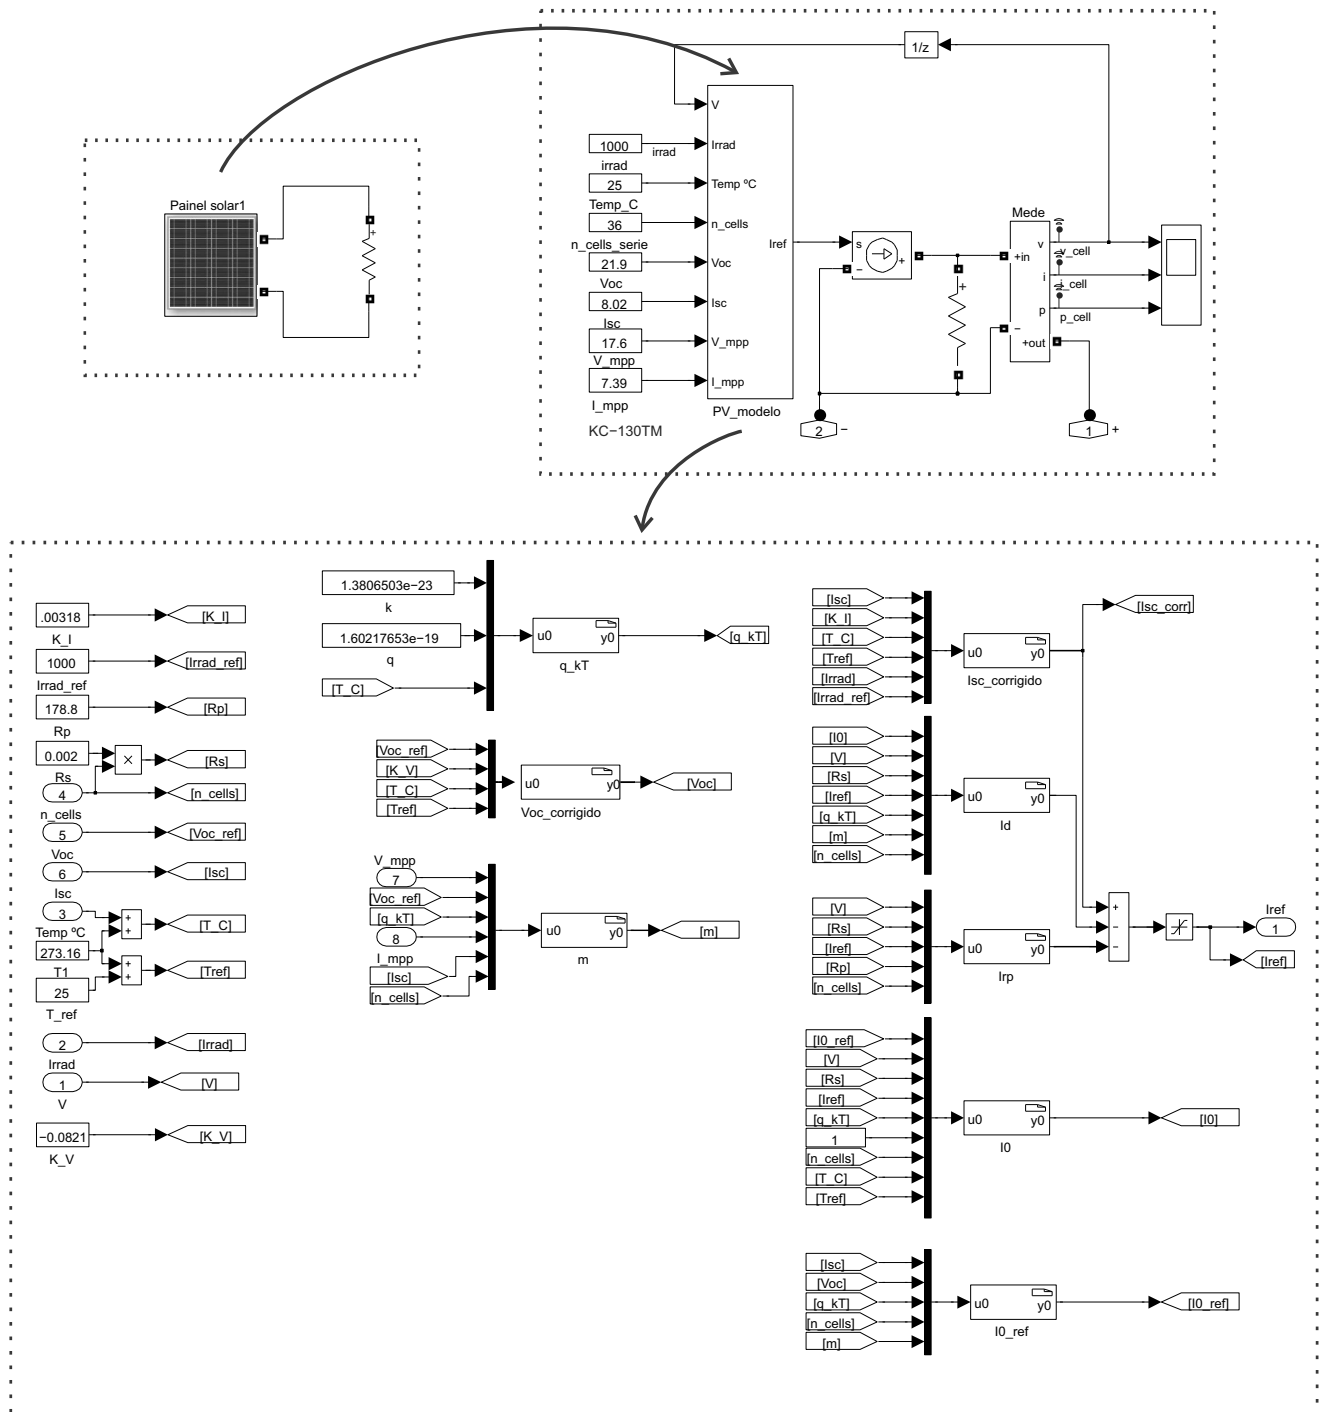 1/z
V
1000
irrad
Irrad
irrad
25
Temp ºC
Painel solar1
+
Temp_C
36
n_cells
n_cells_serie
21.9
Voc
Iref
Voc
8.02
Isc
Isc
17.6
V_mpp
V_mpp
7.39
I_mpp
I_mpp
PV_modelo
KC−130TM
s
−
+
+
Mede
+in
v
v_cell
i
i_cell
p
p_cell
−
+out
2
−
1
+
.00318
[K_I]
K_I
1000
[Irrad_ref]
Irrad_ref
178.8
[Rp]
Rp
0.002
×
[Rs]
Rs
4
[n_cells]
n_cells
5
[Voc_ref]
Voc
6
[Isc]
Isc
3
+
+
[T_C]
Temp ºC
273.16
+
+
[Tref]
T1
25
T_ref
2
[Irrad]
Irrad
1
[V]
V
−0.0821
[K_V]
K_V
1.3806503e−23
k
1.60217653e−19
q
[T_C]
u0
y0
q_kT
[q_kT]
[Voc_ref]
[K_V]
[T_C]
[Tref]
u0
y0
Voc_corrigido
[Voc]
V_mpp
7
[Voc_ref]
[q_kT]
8
I_mpp
[Isc]
[n_cells]
u0
y0
m
[m]
[Isc]
[K_I]
[T_C]
[Tref]
[Irrad]
[Irrad_ref]
u0
y0
Isc_corrigido
[Isc_corr]
[I0]
[V]
[Rs]
[Iref]
[q_kT]
[m]
[n_cells]
u0
y0
Id
[V]
[Rs]
[Iref]
[Rp]
[n_cells]
u0
y0
Irp
+
−
−
Iref
1
[Iref]
[I0_ref]
[V]
[Rs]
[Iref]
[q_kT]
1
[n_cells]
[T_C]
[Tref]
u0
y0
I0
[I0]
[Isc]
[Voc]
[q_kT]
[n_cells]
[m]
u0
y0
I0_ref
[I0_ref]